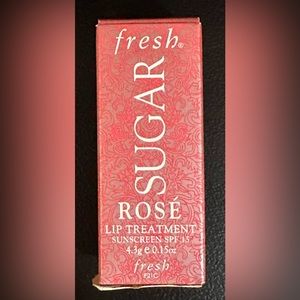 fresh®
SUGAR
ROSÉ
LIP TREATMENT
SUNSCREEN SPF 15
4.3g e 0.15oz
fresh